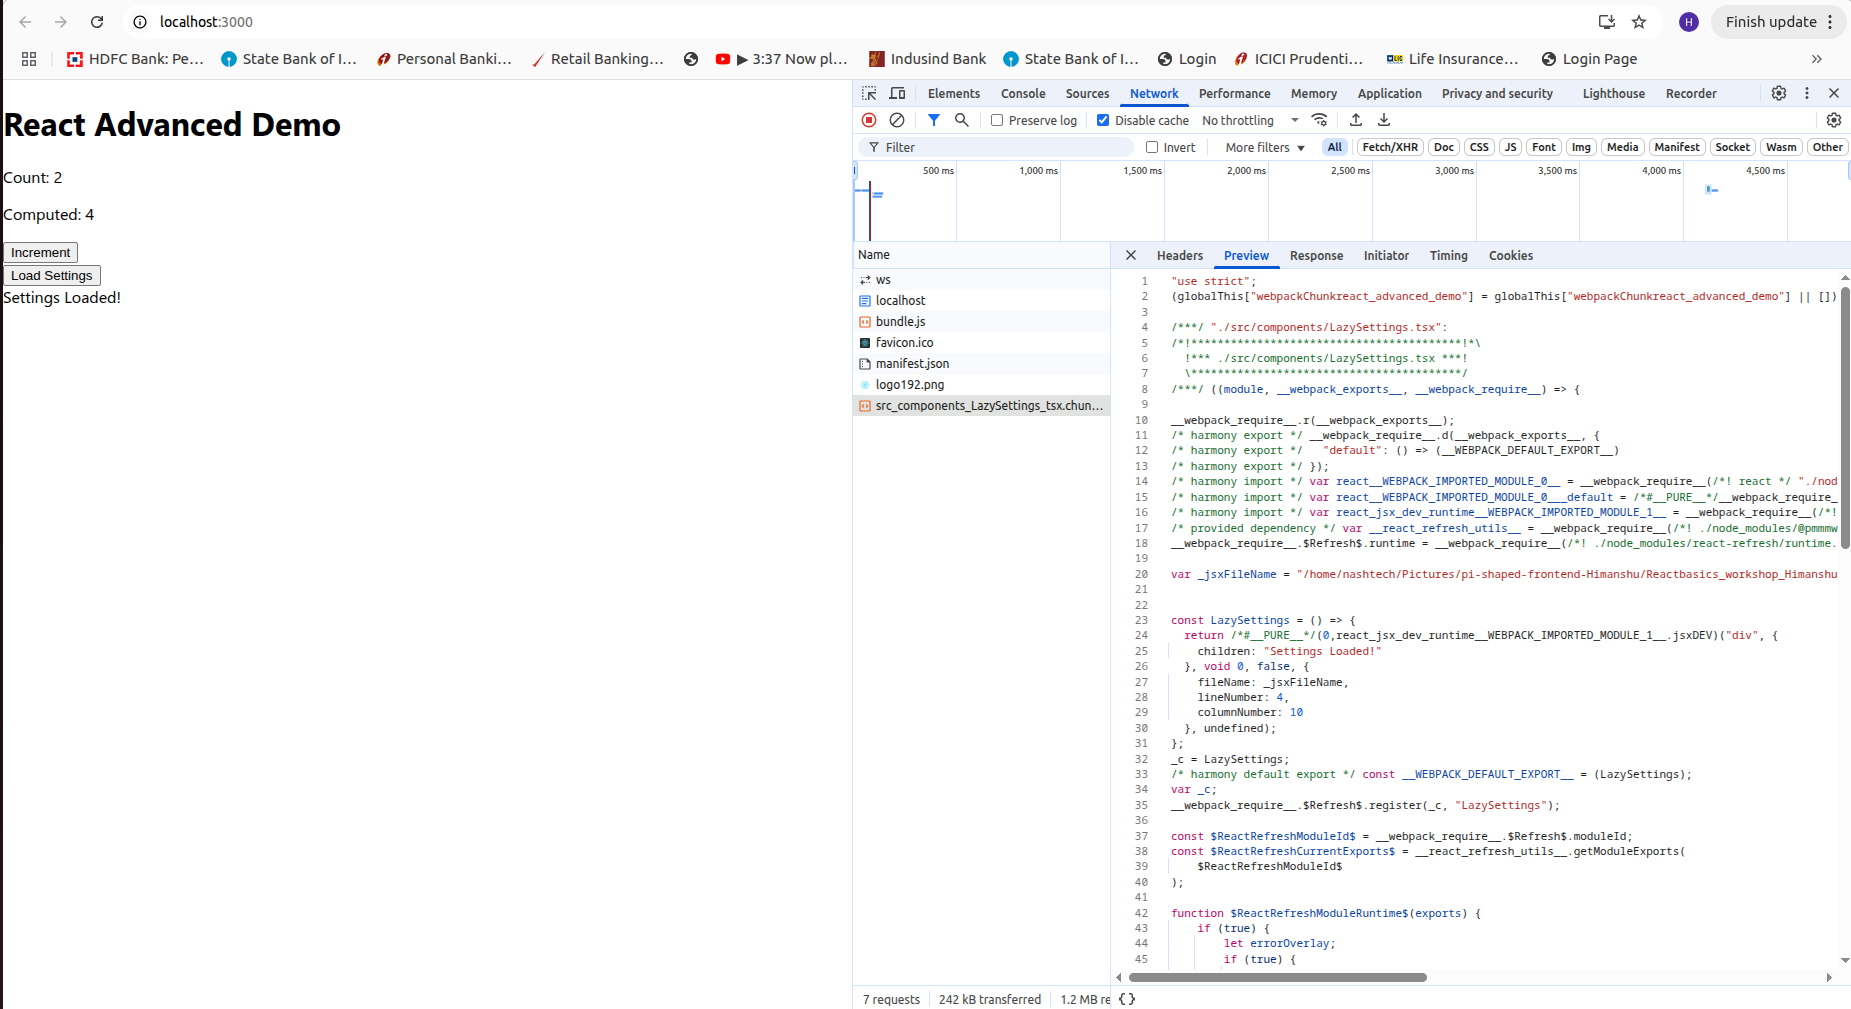 localhost:3000
H
Finish update
HDFC Bank: Pe…
State Bank of I…
Personal Banki…
Retail Banking…
▶ 3:37 Now pl…
Indusind Bank
State Bank of I…
Login
ICICI Prudenti…
Life Insurance…
Login Page
»
React Advanced Demo
Count: 2
Computed: 4
Increment
Load Settings
Settings Loaded!
Elements Console Sources Network Performance Memory Application Privacy and security Lighthouse Recorder
Preserve log Disable cache No throttling
Filter Invert More filters All Fetch/XHR Doc CSS JS Font Img Media Manifest Socket Wasm Other
500 ms 1,000 ms 1,500 ms 2,000 ms 2,500 ms 3,000 ms 3,500 ms 4,000 ms 4,500 ms
Name
ws
localhost
bundle.js
favicon.ico
manifest.json
logo192.png
src_components_LazySettings_tsx.chun…
Headers Preview Response Initiator Timing Cookies
1 "use strict";
2 (globalThis["webpackChunkreact_advanced_demo"] = globalThis["webpackChunkreact_advanced_demo"] || [])
3
4 /***/ "./src/components/LazySettings.tsx":
5 /*!*****************************************!*\
6 !*** ./src/components/LazySettings.tsx ***!
7 \*****************************************/
8 /***/ ((module, __webpack_exports__, __webpack_require__) => {
9
10 __webpack_require__.r(__webpack_exports__);
11 /* harmony export */ __webpack_require__.d(__webpack_exports__, {
12 /* harmony export */ "default": () => (__WEBPACK_DEFAULT_EXPORT__)
13 /* harmony export */ });
14 /* harmony import */ var react__WEBPACK_IMPORTED_MODULE_0__ = __webpack_require__(/*! react */ "./nod
15 /* harmony import */ var react__WEBPACK_IMPORTED_MODULE_0___default = /*#__PURE__*/__webpack_require_
16 /* harmony import */ var react_jsx_dev_runtime__WEBPACK_IMPORTED_MODULE_1__ = __webpack_require__(/*!
17 /* provided dependency */ var __react_refresh_utils__ = __webpack_require__(/*! ./node_modules/@pmmmw
18 __webpack_require__.$Refresh$.runtime = __webpack_require__(/*! ./node_modules/react-refresh/runtime.
19
20 var _jsxFileName = "/home/nashtech/Pictures/pi-shaped-frontend-Himanshu/Reactbasics_workshop_Himanshu
21
22
23 const LazySettings = () => {
24 return /*#__PURE__*/(0,react_jsx_dev_runtime__WEBPACK_IMPORTED_MODULE_1__.jsxDEV)("div", {
25 children: "Settings Loaded!"
26 }, void 0, false, {
27 fileName: _jsxFileName,
28 lineNumber: 4,
29 columnNumber: 10
30 }, undefined);
31 };
32 _c = LazySettings;
33 /* harmony default export */ const __WEBPACK_DEFAULT_EXPORT__ = (LazySettings);
34 var _c;
35 __webpack_require__.$Refresh$.register(_c, "LazySettings");
36
37 const $ReactRefreshModuleId$ = __webpack_require__.$Refresh$.moduleId;
38 const $ReactRefreshCurrentExports$ = __react_refresh_utils__.getModuleExports(
39 $ReactRefreshModuleId$
40 );
41
42 function $ReactRefreshModuleRuntime$(exports) {
43 if (true) {
44 let errorOverlay;
45 if (true) {
7 requests 242 kB transferred 1.2 MB re {}